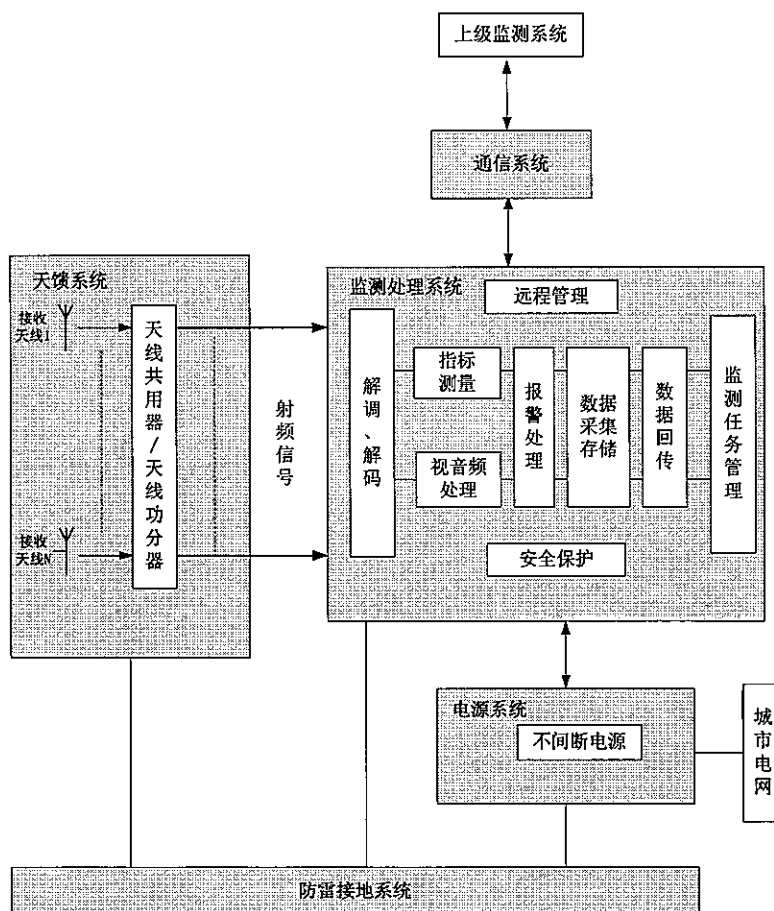 上级监测系统
通信系统
天馈系统
接收
天线1
接收
天线N
天线共用器/天线功分器
射频信号
监测处理系统
远程管理
解调、解码
指标
测量
视音频
处理
报警处理
数据
采集
存储
数据回传
监测任务管理
安全保护
电源系统
不间断电源
城市电网
防雷接地系统